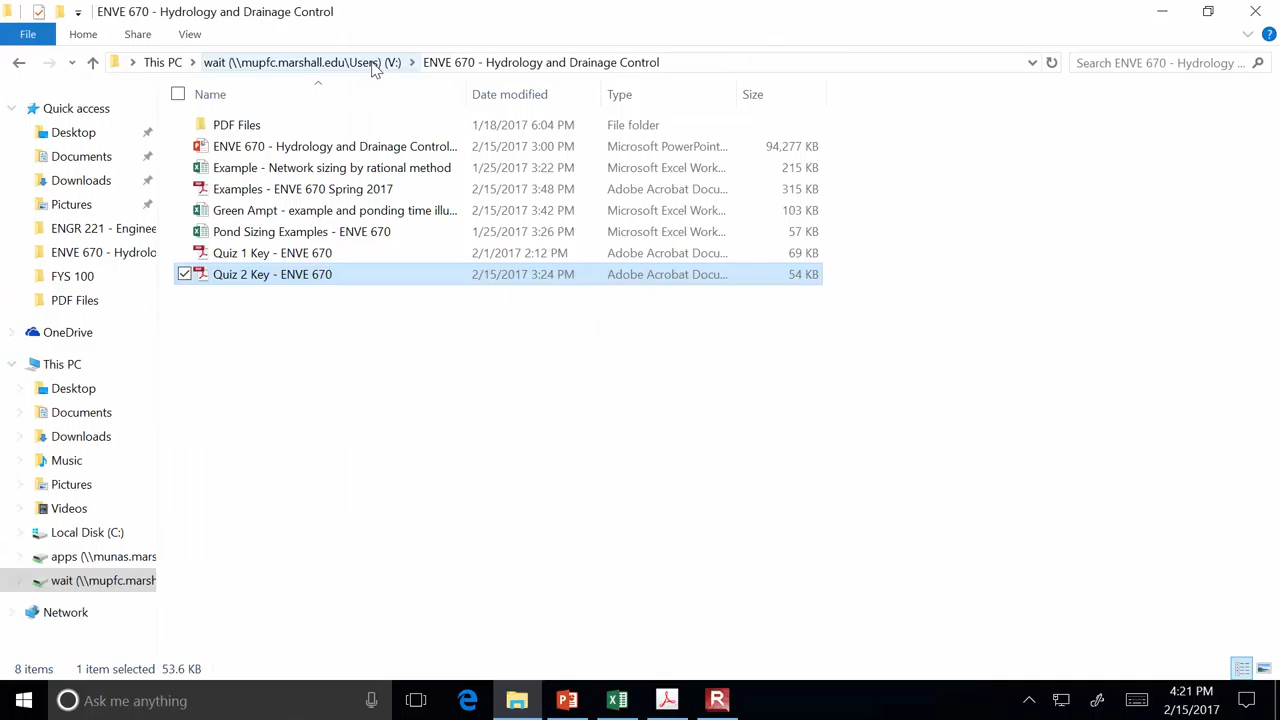 ENVE 670 - Hydrology and Drainage Control
File Home Share View
This PC wait (\\mupfc.marshall.edu\Users) (V:) ENVE 670 - Hydrology and Drainage Control Search ENVE 670 - Hydrology ...
Name Date modified Type Size
Quick access
Desktop
Documents
Downloads
Pictures
ENGR 221 - Enginee
ENVE 670 - Hydrolo
FYS 100
PDF Files
OneDrive
This PC
Desktop
Documents
Downloads
Music
Pictures
Videos
Local Disk (C:)
apps (\\munas.mars
wait (\\mupfc.marsh
Network
PDF Files 1/18/2017 6:04 PM File folder
ENVE 670 - Hydrology and Drainage Control... 2/15/2017 3:00 PM Microsoft PowerPoint... 94,277 KB
Example - Network sizing by rational method 1/25/2017 3:22 PM Microsoft Excel Work... 215 KB
Examples - ENVE 670 Spring 2017 2/15/2017 3:48 PM Adobe Acrobat Docu... 315 KB
Green Ampt - example and ponding time illu... 2/15/2017 3:42 PM Microsoft Excel Work... 103 KB
Pond Sizing Examples - ENVE 670 1/25/2017 3:26 PM Microsoft Excel Work... 57 KB
Quiz 1 Key - ENVE 670 2/1/2017 2:12 PM Adobe Acrobat Docu... 69 KB
Quiz 2 Key - ENVE 670 2/15/2017 3:24 PM Adobe Acrobat Docu... 54 KB
8 items 1 item selected 53.6 KB
Ask me anything
4:21 PM
2/15/2017